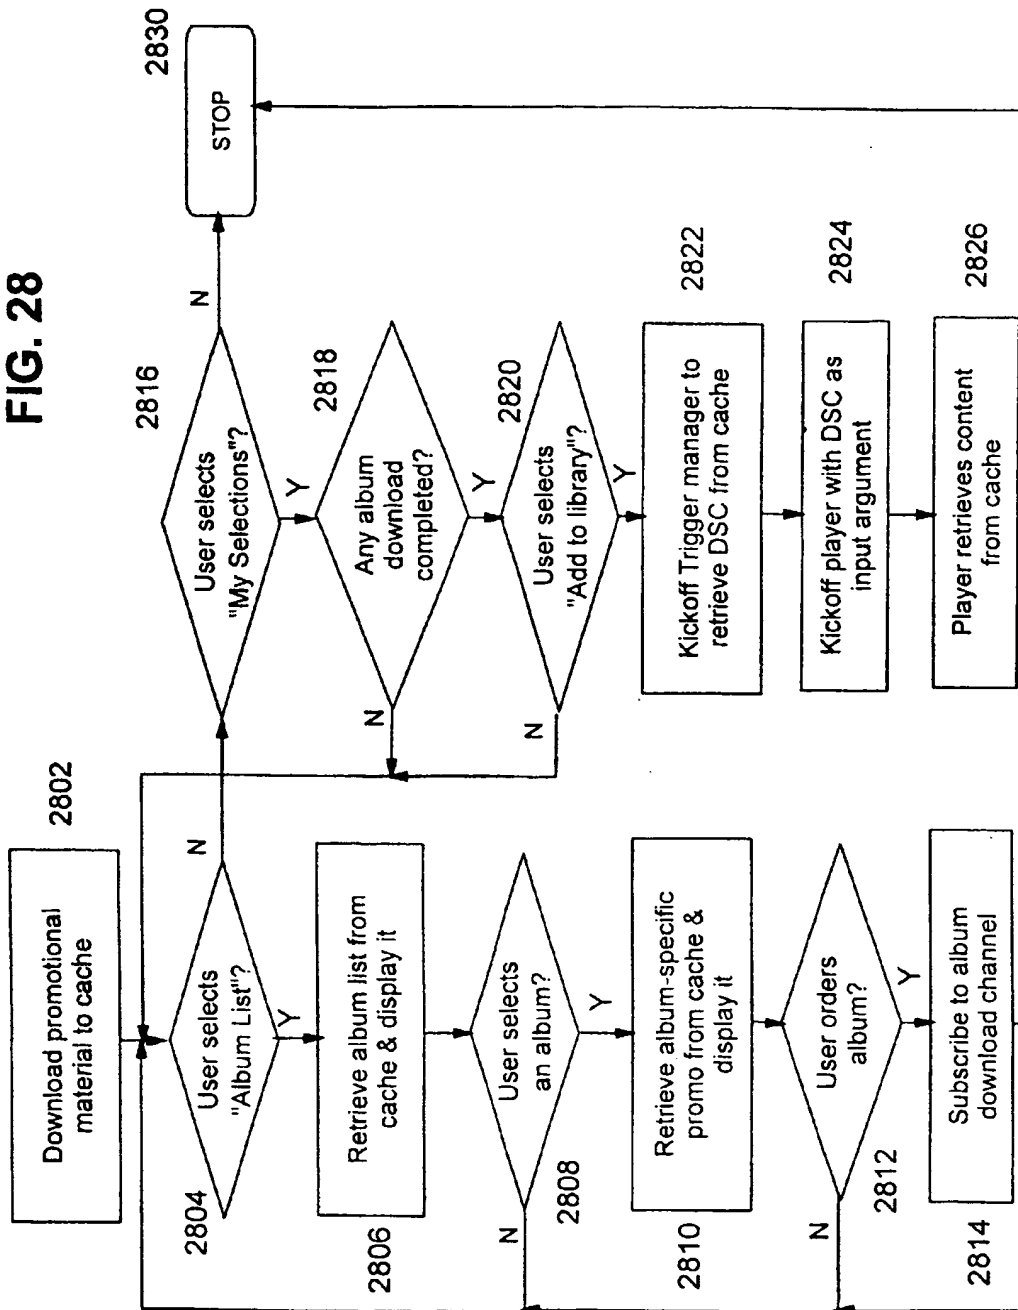 FIG. 28
Download promotional
material to cache
2802
User selects
"Album List"?
2804
N
Y
Retrieve album list from
cache & display it
2806
User selects
an album?
2808
N
Y
Retrieve album-specific
promo from cache &
display it
2810
User orders
album?
2812
N
Y
Subscribe to album
download channel
2814
User selects
"My Selections"?
2816
N
Y
STOP
2830
Any album
download
completed?
2818
N
Y
User selects
"Add to library"?
2820
N
Y
Kickoff Trigger manager to
retrieve DSC from cache
2822
Kickoff player with DSC as
input argument
2824
Player retrieves content
from cache
2826